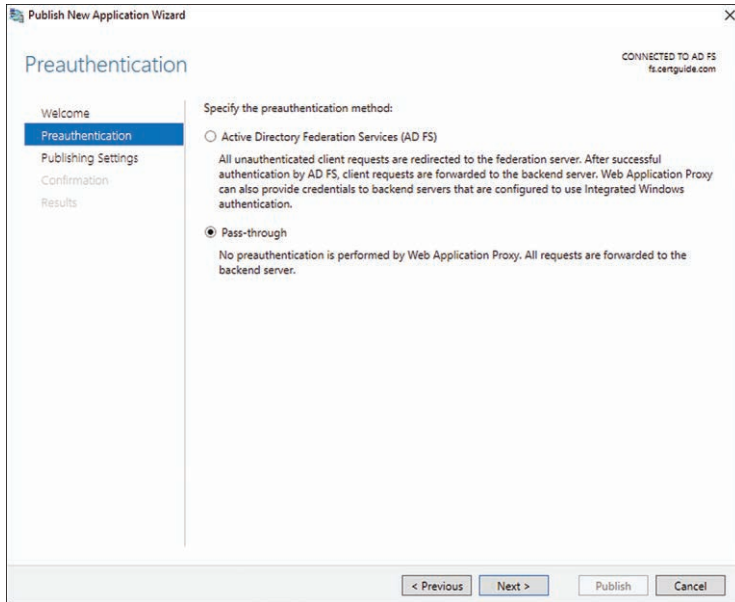 Publish New Application Wizard
Preauthentication
CONNECTED TO AD FS
fs.certguide.com
Welcome
Preauthentication
Publishing Settings
Confirmation
Results
Specify the preauthentication method:
Active Directory Federation Services (AD FS)
All unauthenticated client requests are redirected to the federation server. After successful
authentication by AD FS, client requests are forwarded to the backend server. Web Application Proxy
can also provide credentials to backend servers that are configured to use Integrated Windows
authentication.
Pass-through
No preauthentication is performed by Web Application Proxy. All requests are forwarded to the
backend server.
< Previous
Next >
Publish
Cancel